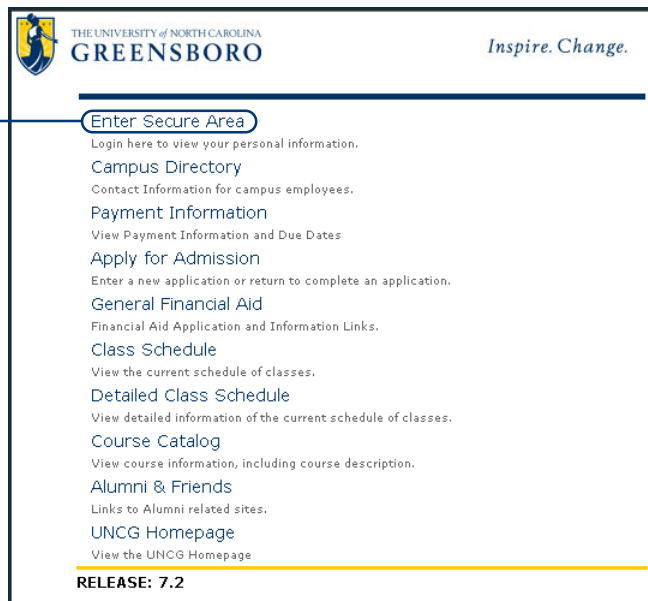 THE UNIVERSITY of NORTH CAROLINA
GREENSBORO
Inspire. Change.
Enter Secure Area
Login here to view your personal information.
Campus Directory
Contact Information for campus employees.
Payment Information
View Payment Information and Due Dates
Apply for Admission
Enter a new application or return to complete an application.
General Financial Aid
Financial Aid Application and Information Links.
Class Schedule
View the current schedule of classes.
Detailed Class Schedule
View detailed information of the current schedule of classes.
Course Catalog
View course information, including course description.
Alumni & Friends
Links to Alumni related sites.
UNCG Homepage
View the UNCG Homepage
RELEASE: 7.2